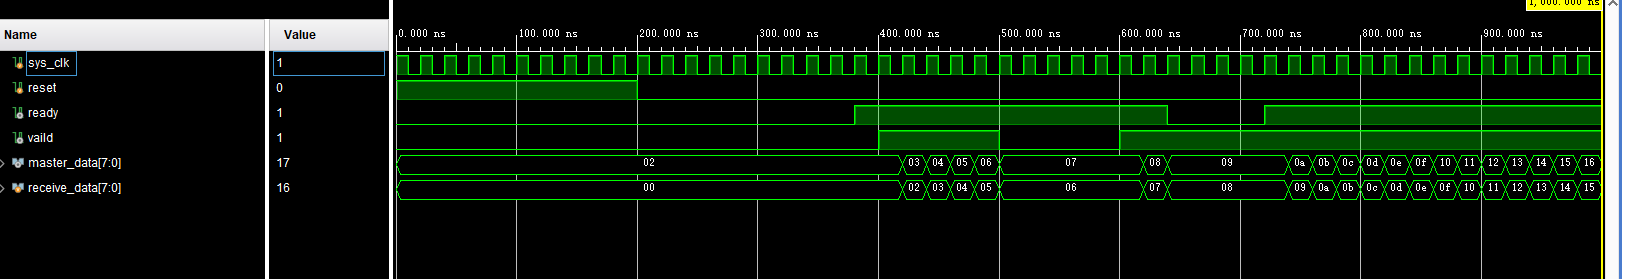 1,000.000 ns
Name Value
0.000 ns 100.000 ns 200.000 ns 300.000 ns 400.000 ns 500.000 ns 600.000 ns 700.000 ns 800.000 ns 900.000 ns
sys_clk 1
reset 0
ready 1
vaild 1
master_data[7:0] 17 02 03 04 05 06 07 08 09 0a 0b 0c 0d 0e 0f 10 11 12 13 14 15 16
receive_data[7:0] 16 00 02 03 04 05 06 07 08 09 0a 0b 0c 0d 0e 0f 10 11 12 13 14 15